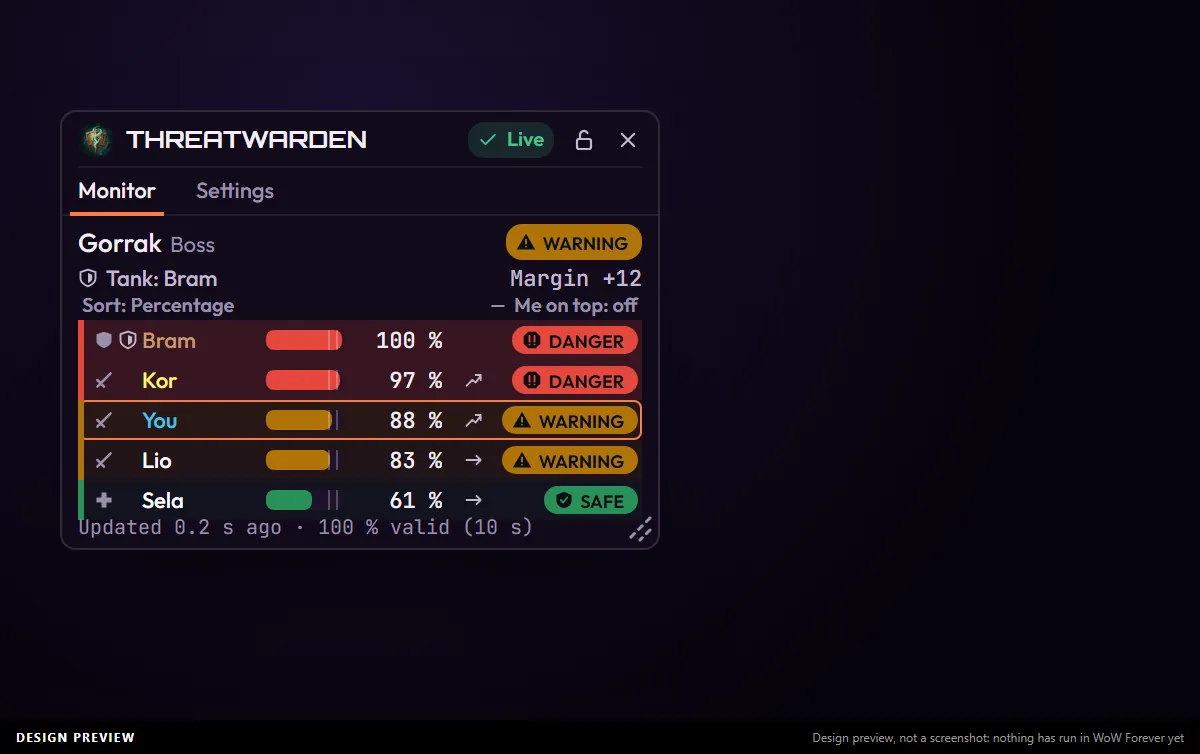 THREATWARDEN Live
Monitor Settings
Gorrak Boss WARNING
Tank: Bram Margin +12
Sort: Percentage — Me on top: off
Bram 100 % DANGER
Kor 97 % DANGER
You 88 % WARNING
Lio 83 % WARNING
Sela 61 % SAFE
Updated 0.2 s ago · 100 % valid (10 s)
DESIGN PREVIEW Design preview, not a screenshot: nothing has run in WoW Forever yet